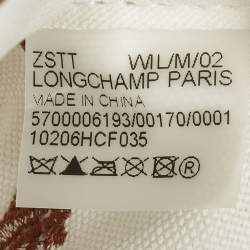 ZSTT WIL/M/02
LONGCHAMP PARIS
MADE IN CHINA
5700006193/00170/0001
10206HCF035